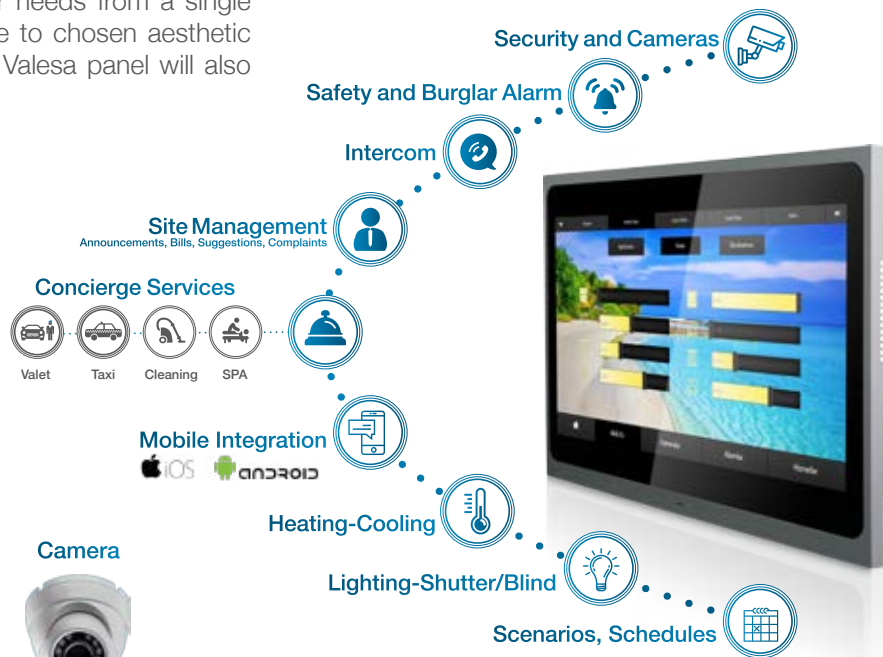 r needs from a single
e to chosen aesthetic
Valesa panel will also
Security and Cameras
Safety and Burglar Alarm
Intercom
Site Management
Announcements, Bills, Suggestions, Complaints
Concierge Services
Valet Taxi Cleaning SPA
Mobile Integration
iOS android
Heating-Cooling
Camera
Lighting-Shutter/Blind
Scenarios, Schedules